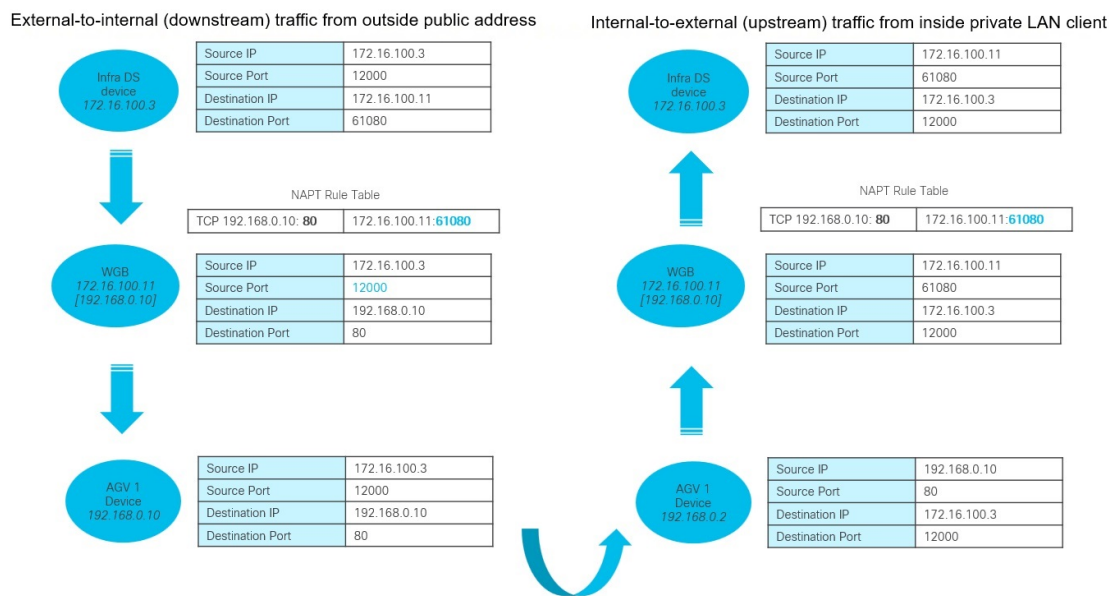 External-to-internal (downstream) traffic from outside public address
Infra DS
device
172.16.100.3
Source IP 172.16.100.3
Source Port 12000
Destination IP 172.16.100.11
Destination Port 61080
NAPT Rule Table
TCP 192.168.0.10: 80 172.16.100.11:61080
WGB
172.16.100.11
[192.168.0.10]
Source IP 172.16.100.3
Source Port 12000
Destination IP 192.168.0.10
Destination Port 80
AGV 1
Device
192.168.0.10
Source IP 172.16.100.3
Source Port 12000
Destination IP 192.168.0.10
Destination Port 80
Internal-to-external (upstream) traffic from inside private LAN client
Infra DS
device
172.16.100.3
Source IP 172.16.100.11
Source Port 61080
Destination IP 172.16.100.3
Destination Port 12000
NAPT Rule Table
TCP 192.168.0.10: 80 172.16.100.11:61080
WGB
172.16.100.11
[192.168.0.10]
Source IP 172.16.100.11
Source Port 61080
Destination IP 172.16.100.3
Destination Port 12000
AGV 1
Device
192.168.0.2
Source IP 192.168.0.10
Source Port 80
Destination IP 172.16.100.3
Destination Port 12000